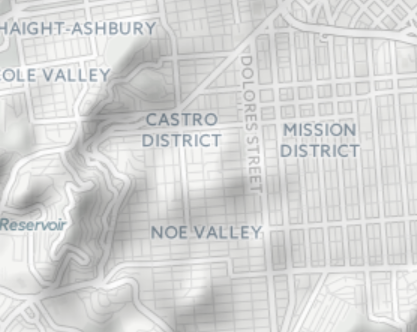 HAIGHT-ASHBURY
OLE VALLEY
CASTRO
DISTRICT
DOLORES STREET
MISSION
DISTRICT
Reservoir
NOE VALLEY